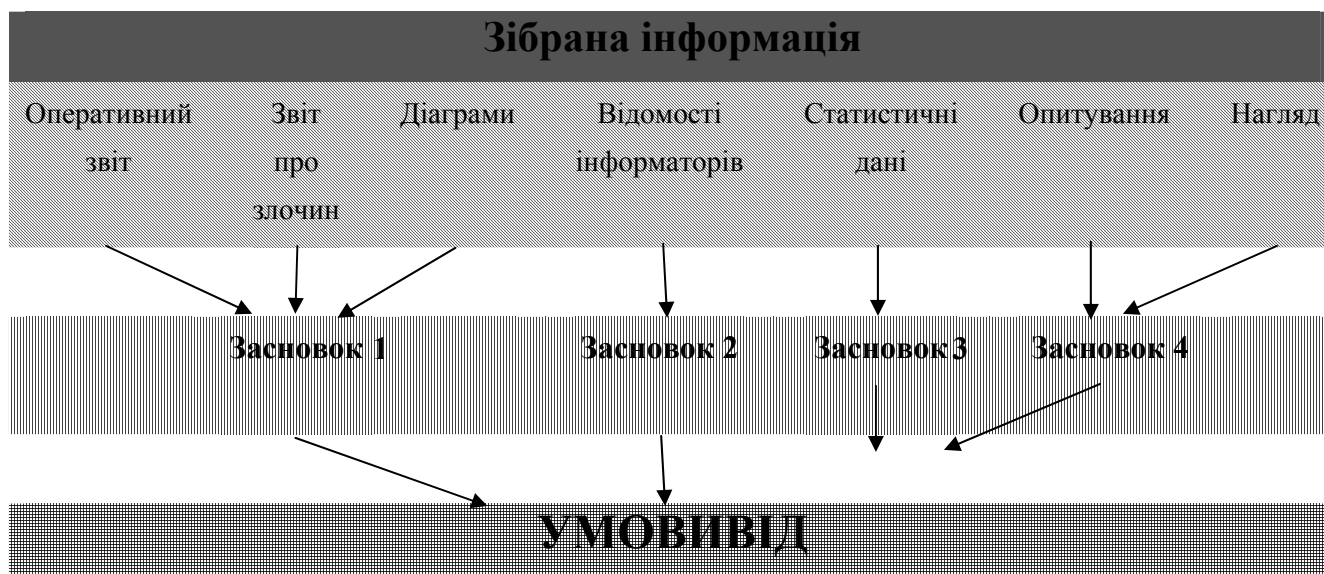 Зібрана інформація
Оперативний звіт
Звіт про злочин
Діаграми
Відомості інформаторів
Статистичні дані
Опитування
Нагляд
Засновок 1
Засновок 2
Засновок 3
Засновок 4
УМОВИВІД